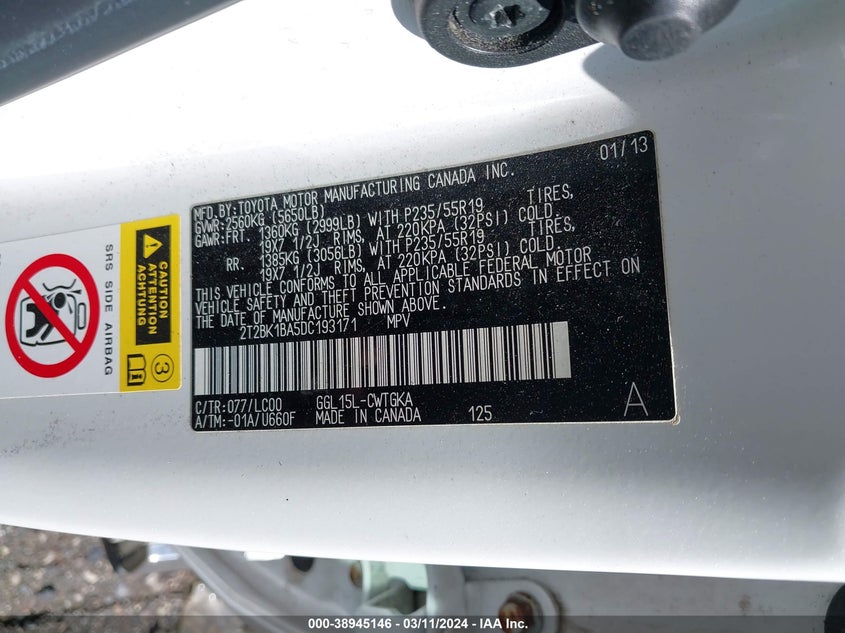 01/13
MFD.BY:TOYOTA MOTOR MANUFACTURING CANADA INC.
GVWR:2560KG (5650LB)
GAWR:FRT. 1360KG (2999LB) WITH P235/55R19 TIRES,
19X7 1/2J RIMS, AT 220KPA (32PSI) COLD.
RR. 1385KG (3056LB) WITH P235/55R19 TIRES,
19X7 1/2J RIMS, AT 220KPA (32PSI) COLD.
THIS VEHICLE CONFORMS TO ALL APPLICABLE FEDERAL MOTOR
VEHICLE SAFETY AND THEFT PREVENTION STANDARDS IN EFFECT ON
THE DATE OF MANUFACTURE SHOWN ABOVE.
2T2BK1BA5DC193171 MPV
C/TR:077/LC00 GGL15L-CWTGKA
A/TM:-01A/U660F MADE IN CANADA 125
A
SRS SIDE AIRBAG
CAUTION
ATTENTION
ACHTUNG
3
000-38945146 - 03/11/2024 - IAA Inc.